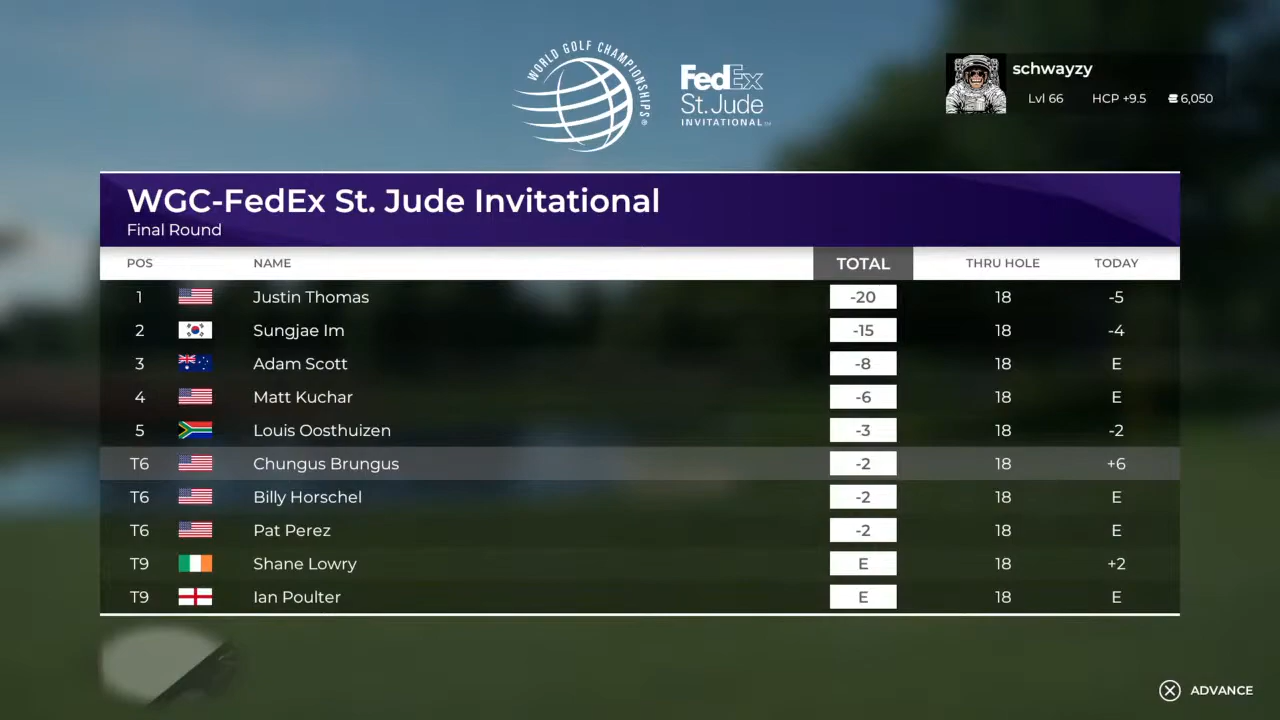 WORLD GOLF CHAMPIONSHIPS®
FedEx
St. Jude
INVITATIONAL
schwayzy
Lvl 66 HCP +9.5 6,050
WGC-FedEx St. Jude Invitational
Final Round
POS NAME TOTAL THRU HOLE TODAY
1 Justin Thomas -20 18 -5
2 Sungjae Im -15 18 -4
3 Adam Scott -8 18 E
4 Matt Kuchar -6 18 E
5 Louis Oosthuizen -3 18 -2
T6 Chungus Brungus -2 18 +6
T6 Billy Horschel -2 18 E
T6 Pat Perez -2 18 E
T9 Shane Lowry E 18 +2
T9 Ian Poulter E 18 E
ADVANCE